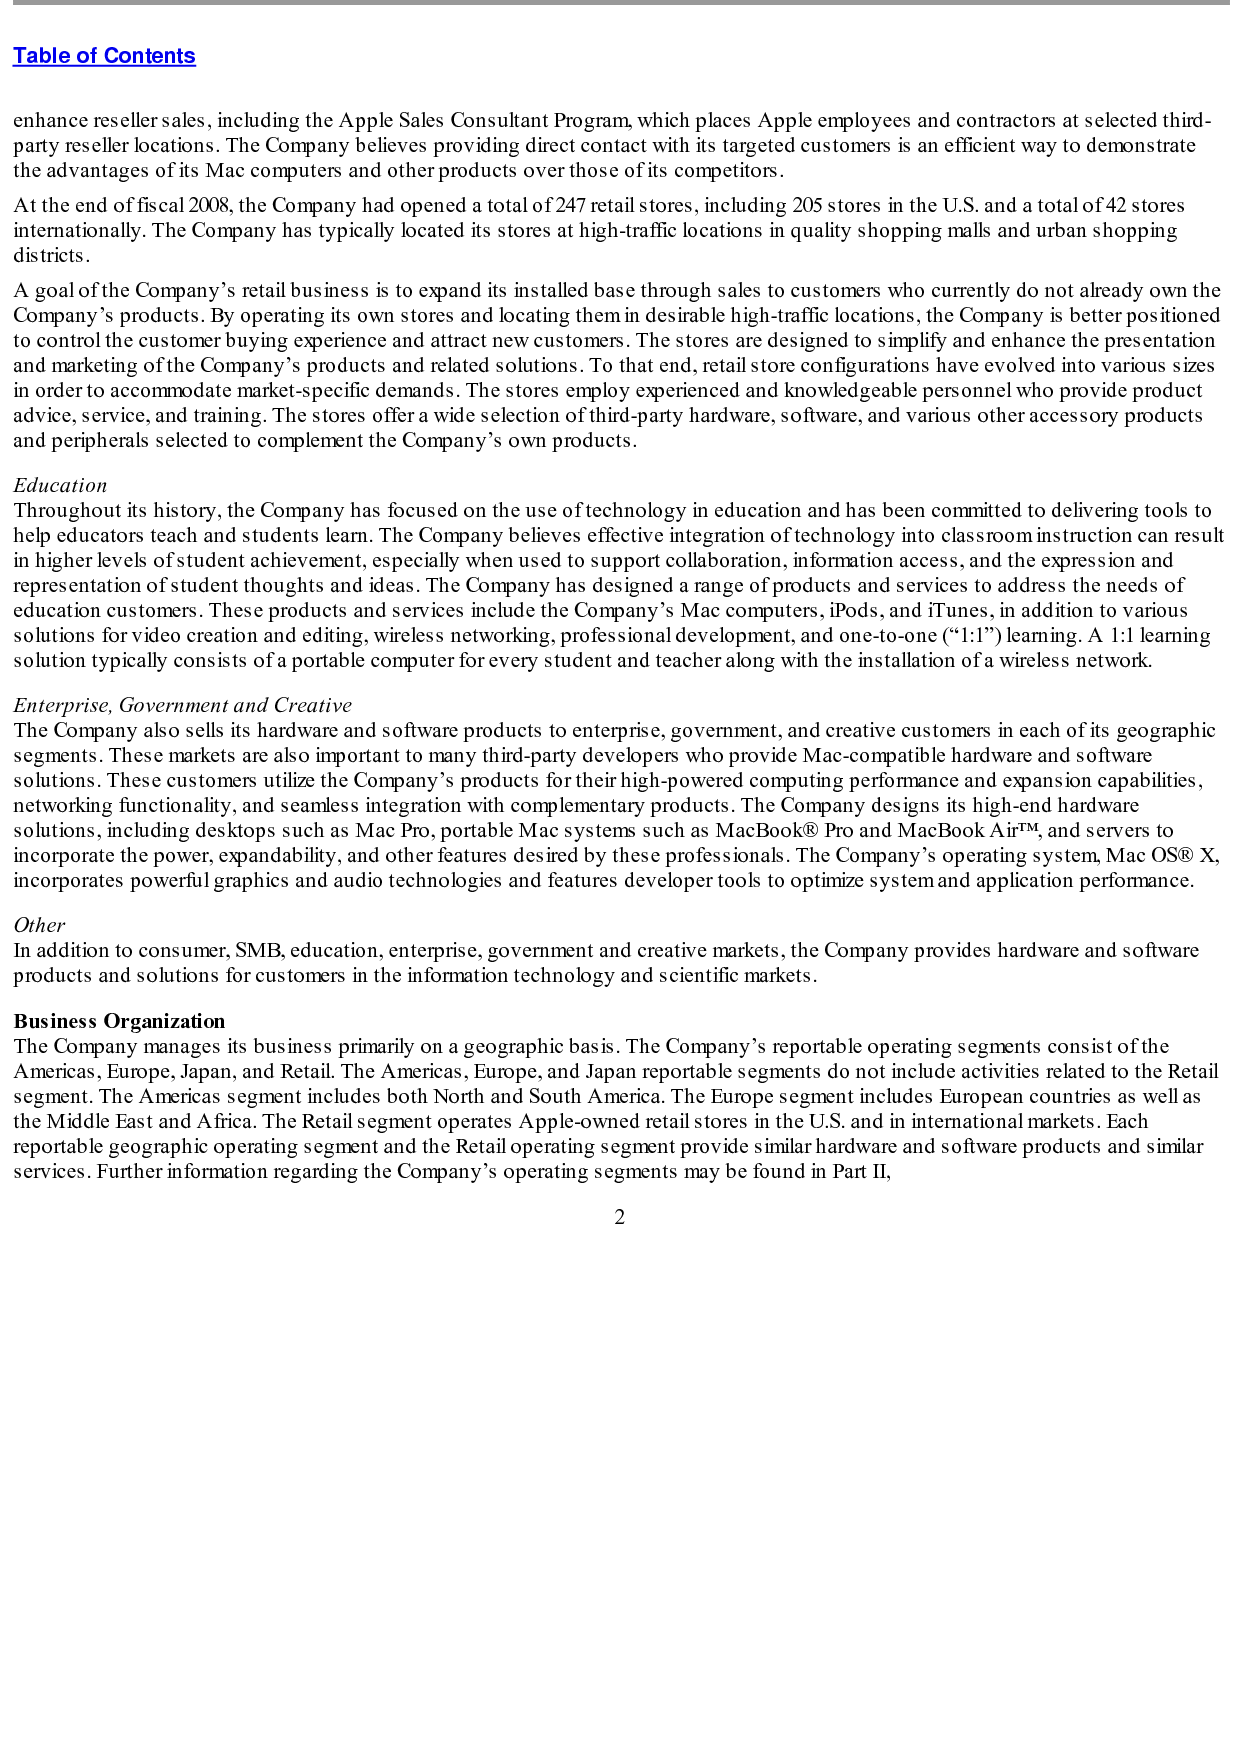 Table of Contents
enhance reseller sales, including the Apple Sales Consultant Program, which places Apple employees and contractors at selected third-
party reseller locations. The Company believes providing direct contact with its targeted customers is an efficient way to demonstrate
the advantages of its Mac computers and other products over those of its competitors.
At the end of fiscal 2008, the Company had opened a total of 247 retail stores, including 205 stores in the U.S. and a total of 42 stores
internationally. The Company has typically located its stores at high-traffic locations in quality shopping malls and urban shopping
districts.
A goal of the Company’s retail business is to expand its installed base through sales to customers who currently do not already own the
Company’s products. By operating its own stores and locating them in desirable high-traffic locations, the Company is better positioned
to control the customer buying experience and attract new customers. The stores are designed to simplify and enhance the presentation
and marketing of the Company’s products and related solutions. To that end, retail store configurations have evolved into various sizes
in order to accommodate market-specific demands. The stores employ experienced and knowledgeable personnel who provide product
advice, service, and training. The stores offer a wide selection of third-party hardware, software, and various other accessory products
and peripherals selected to complement the Company’s own products.
Education
Throughout its history, the Company has focused on the use of technology in education and has been committed to delivering tools to
help educators teach and students learn. The Company believes effective integration of technology into classroom instruction can result
in higher levels of student achievement, especially when used to support collaboration, information access, and the expression and
representation of student thoughts and ideas. The Company has designed a range of products and services to address the needs of
education customers. These products and services include the Company’s Mac computers, iPods, and iTunes, in addition to various
solutions for video creation and editing, wireless networking, professional development, and one-to-one (“1:1”) learning. A 1:1 learning
solution typically consists of a portable computer for every student and teacher along with the installation of a wireless network.
Enterprise, Government and Creative
The Company also sells its hardware and software products to enterprise, government, and creative customers in each of its geographic
segments. These markets are also important to many third-party developers who provide Mac-compatible hardware and software
solutions. These customers utilize the Company’s products for their high-powered computing performance and expansion capabilities,
networking functionality, and seamless integration with complementary products. The Company designs its high-end hardware
solutions, including desktops such as Mac Pro, portable Mac systems such as MacBook® Pro and MacBook Air™, and servers to
incorporate the power, expandability, and other features desired by these professionals. The Company’s operating system, Mac OS® X,
incorporates powerful graphics and audio technologies and features developer tools to optimize system and application performance.
Other
In addition to consumer, SMB, education, enterprise, government and creative markets, the Company provides hardware and software
products and solutions for customers in the information technology and scientific markets.
Business Organization
The Company manages its business primarily on a geographic basis. The Company’s reportable operating segments consist of the
Americas, Europe, Japan, and Retail. The Americas, Europe, and Japan reportable segments do not include activities related to the Retail
segment. The Americas segment includes both North and South America. The Europe segment includes European countries as well as
the Middle East and Africa. The Retail segment operates Apple-owned retail stores in the U.S. and in international markets. Each
reportable geographic operating segment and the Retail operating segment provide similar hardware and software products and similar
services. Further information regarding the Company’s operating segments may be found in Part II,
2